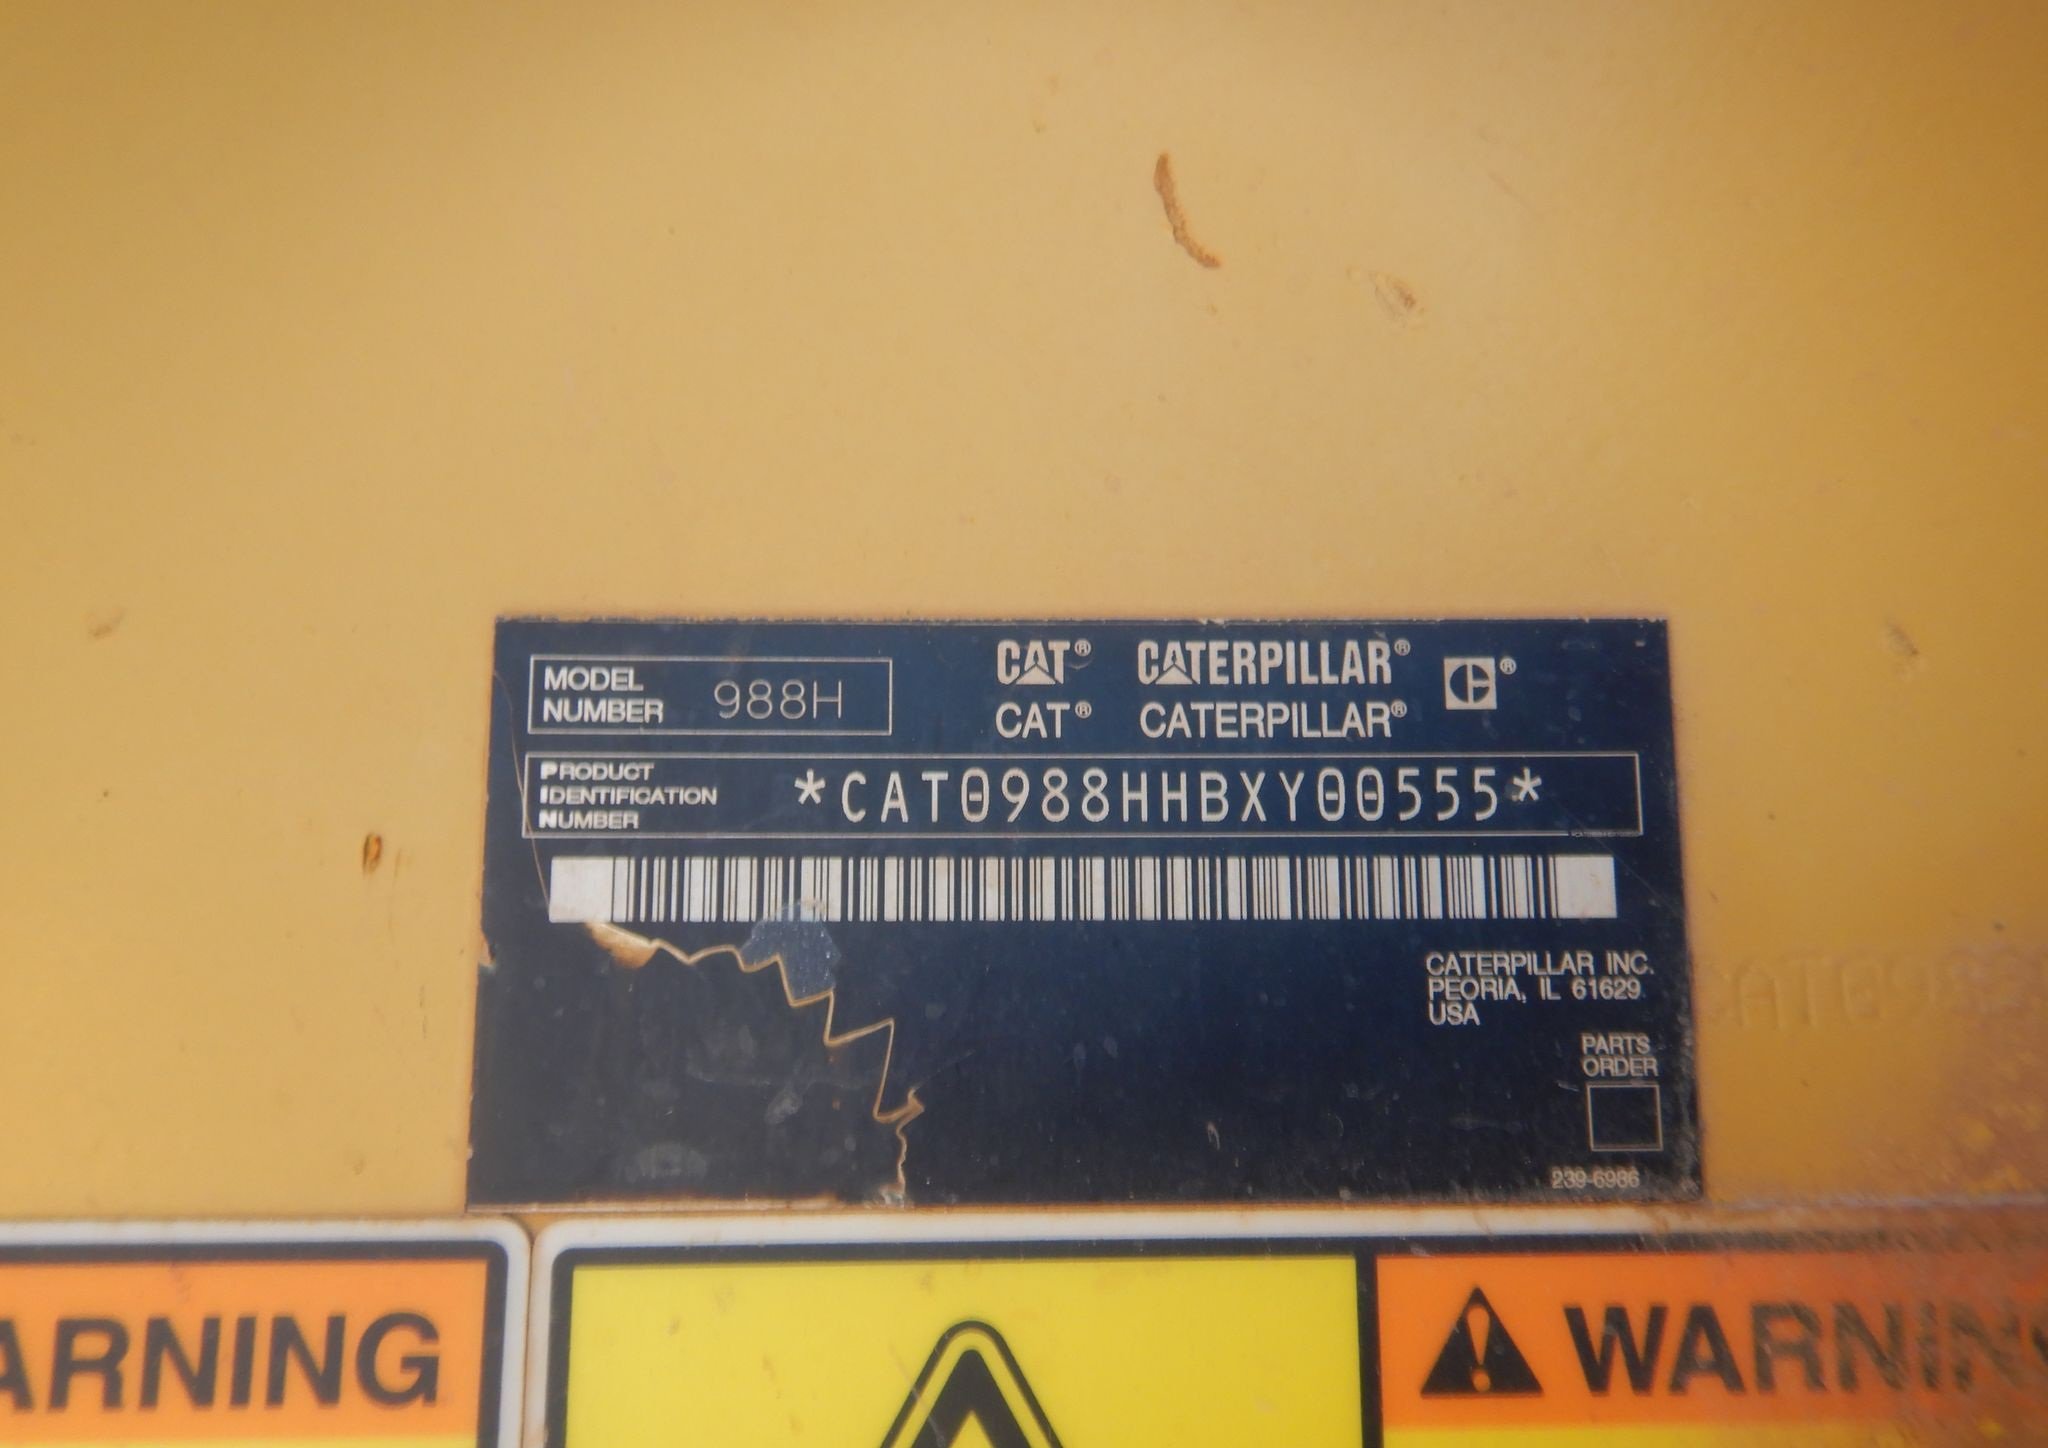 MODEL NUMBER 988H
CAT® CATERPILLAR® ®
CAT® CATERPILLAR®
PRODUCT
IDENTIFICATION
NUMBER
*CAT0988HHBXY00555*
CATERPILLAR INC.
PEORIA, IL 61629
USA
PARTS
ORDER
239-6986
ARNING
WARNING